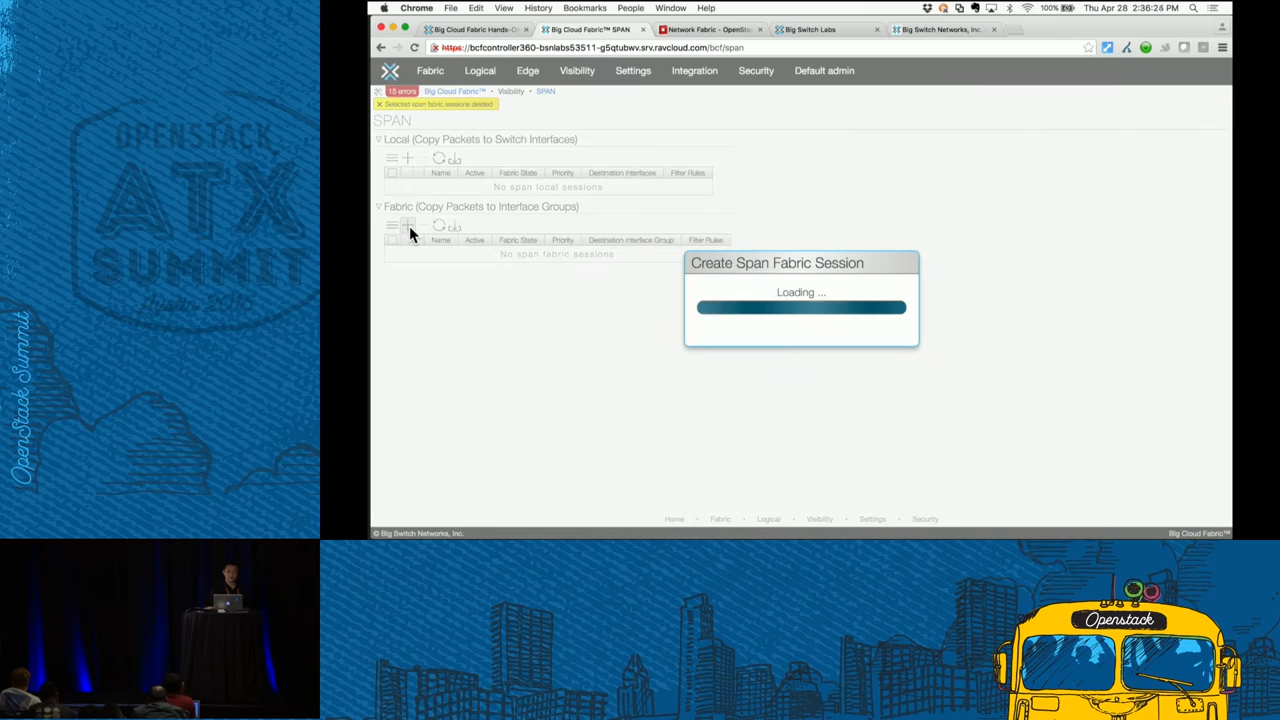 Chrome File Edit View History Bookmarks People Window Help 100% Thu Apr 28 2:36:24 PM
Big Cloud Fabric Hands-O
Big Cloud Fabric™ SPAN
Network Fabric - OpenSta
Big Switch Labs
Big Switch Networks, Inc.
https://bcfcontroller360-bsnlabs53511-g5qtubwv.srv.ravcloud.com/bcf/span
Fabric Logical Edge Visibility Settings Integration Security Default admin
15 errors Big Cloud Fabric™ • Visibility • SPAN
Selected span fabric sessions deleted
SPAN
Local (Copy Packets to Switch Interfaces)
Name Active Fabric State Priority Destination Interfaces Filter Rules
No span local sessions
Fabric (Copy Packets to Interface Groups)
Name Active Fabric State Priority Destination Interface Group Filter Rules
No span fabric sessions
Create Span Fabric Session
Loading ...
Home • Fabric • Logical • Visibility • Settings • Security
© Big Switch Networks, Inc. Big Cloud Fabric™
OPENSTACK
ATX
SUMMIT
Austin 2016
OpenStack Summit
Openstack